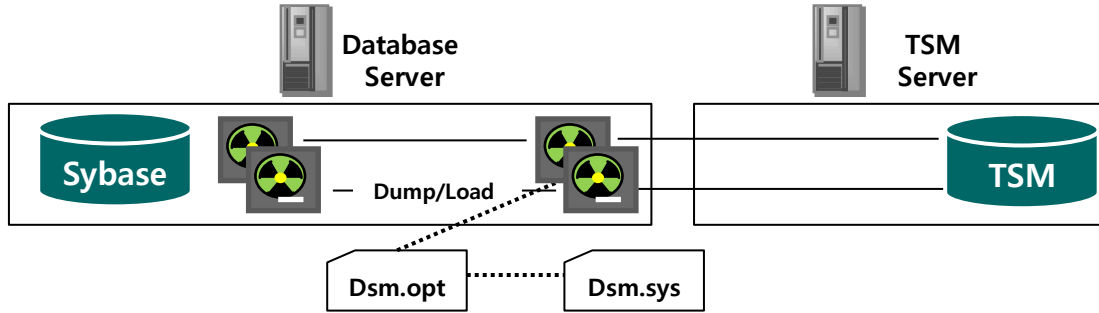 Database
Server
TSM
Server
Sybase
Dump/Load
TSM
Dsm.opt
Dsm.sys